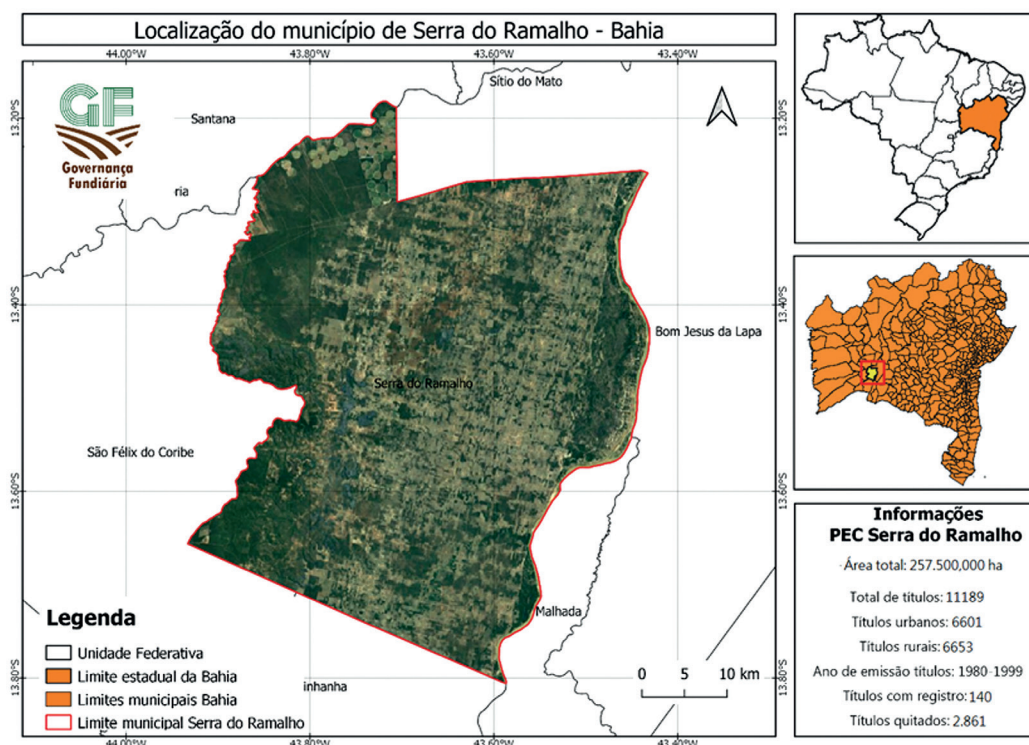 Localização do município de Serra do Ramalho - Bahia
44.00°O 43.80°O 43.60°O 43.40°O
Sítio do Mato
GF
Governança
Fundiária
Santana
ria
13.20°S
13.20°S
13.40°S
13.40°S
Bom Jesus da Lapa
Serra do Ramalho
São Félix do Coribe
13.60°S
13.60°S
Malhada
inhanha
13.80°S
13.80°S
0 5 10 km
44.00°O 43.80°O 43.60°O 43.40°O
Legenda
Unidade Federativa
Limite estadual da Bahia
Limites municipais Bahia
Limite municipal Serra do Ramalho
Informações
PEC Serra do Ramalho
Área total: 257.500,000 ha
Total de títulos: 11189
Títulos urbanos: 6601
Títulos rurais: 6653
Ano de emissão títulos: 1980-1999
Títulos com registro: 140
Títulos quitados: 2.861